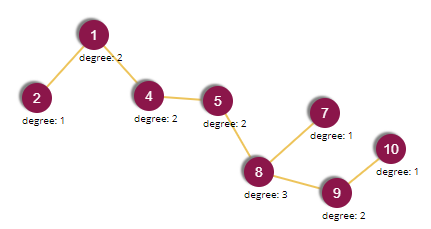 1
degree: 2
2
degree: 1
4
degree: 2
5
degree: 2
7
degree: 1
10
degree: 1
8
degree: 3
9
degree: 2